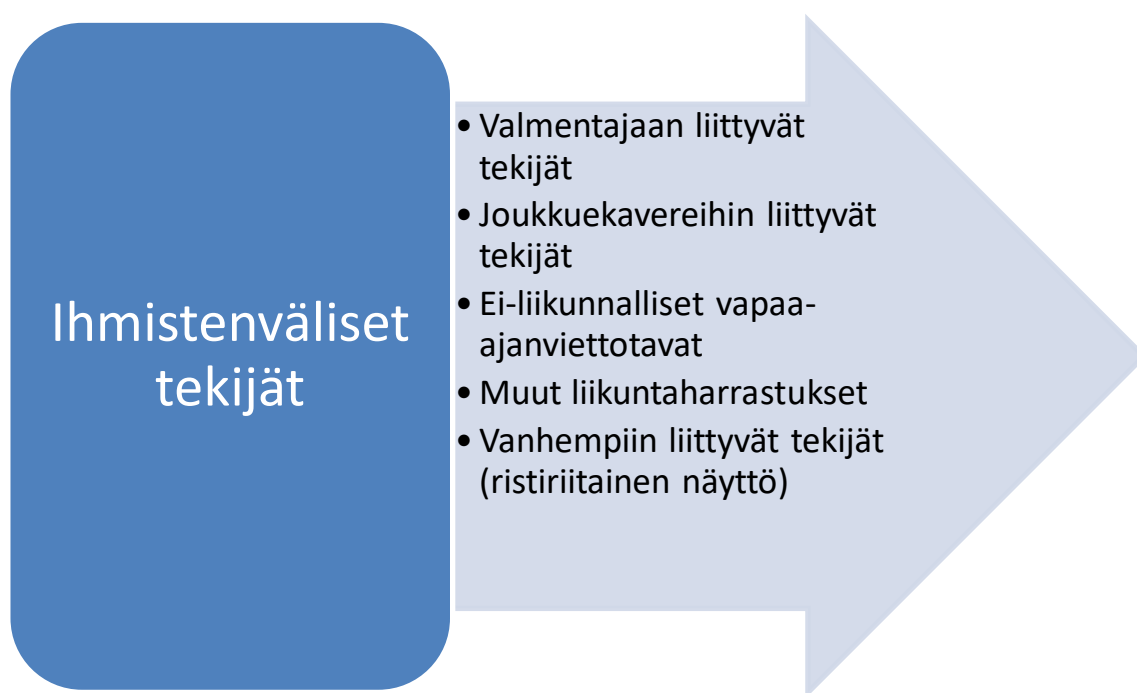 Ihmistenväliset
tekijät
• Valmentajaan liittyvät
tekijät
• Joukkuekavereihin liittyvät
tekijät
• Ei-liikunnalliset vapaa-
ajanviettotavat
• Muut liikuntaharrastukset
• Vanhempiin liittyvät tekijät
(ristiriitainen näyttö)